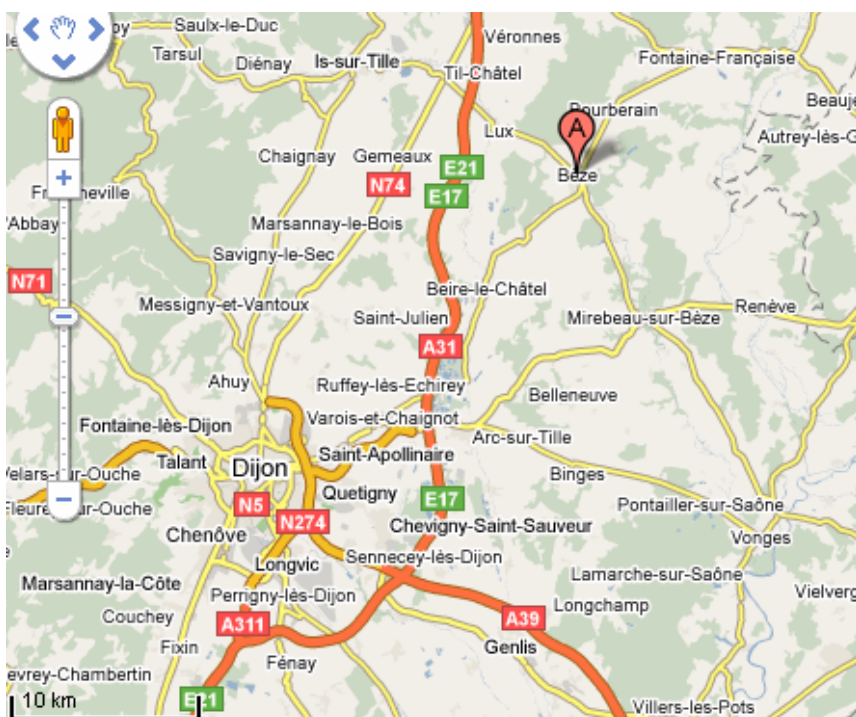 Saulx-le-Duc
Véronnes
Tarsul
Diénay
Is-sur-Tille
Til-Châtel
Fontaine-Française
Bourberain
Lux
A
Chaignay
Gemeaux
E21
N74
E17
Bèze
Marsannay-le-Bois
Savigny-le-Sec
N71
Beire-le-Châtel
Messigny-et-Vantoux
Saint-Julien
Mirebeau-sur-Bèze
Renève
A31
Ahuy
Ruffey-lès-Echirey
Belleneuve
Fontaine-lès-Dijon
Varois-et-Chaignot
Arc-sur-Tille
Talant
Dijon
Saint-Apollinaire
Binges
N5
Quetigny
E17
Pontailler-sur-Saône
N274
Chevigny-Saint-Sauveur
Chenôve
Vonges
Longvic
Sennecey-lès-Dijon
Marsannay-la-Côte
Perrigny-lès-Dijon
Lamarche-sur-Saône
Longchamp
Couchey
A311
A39
Fixin
Fénay
Genlis
evrey-Chambertin
10 km
E21
Villers-les-Pots